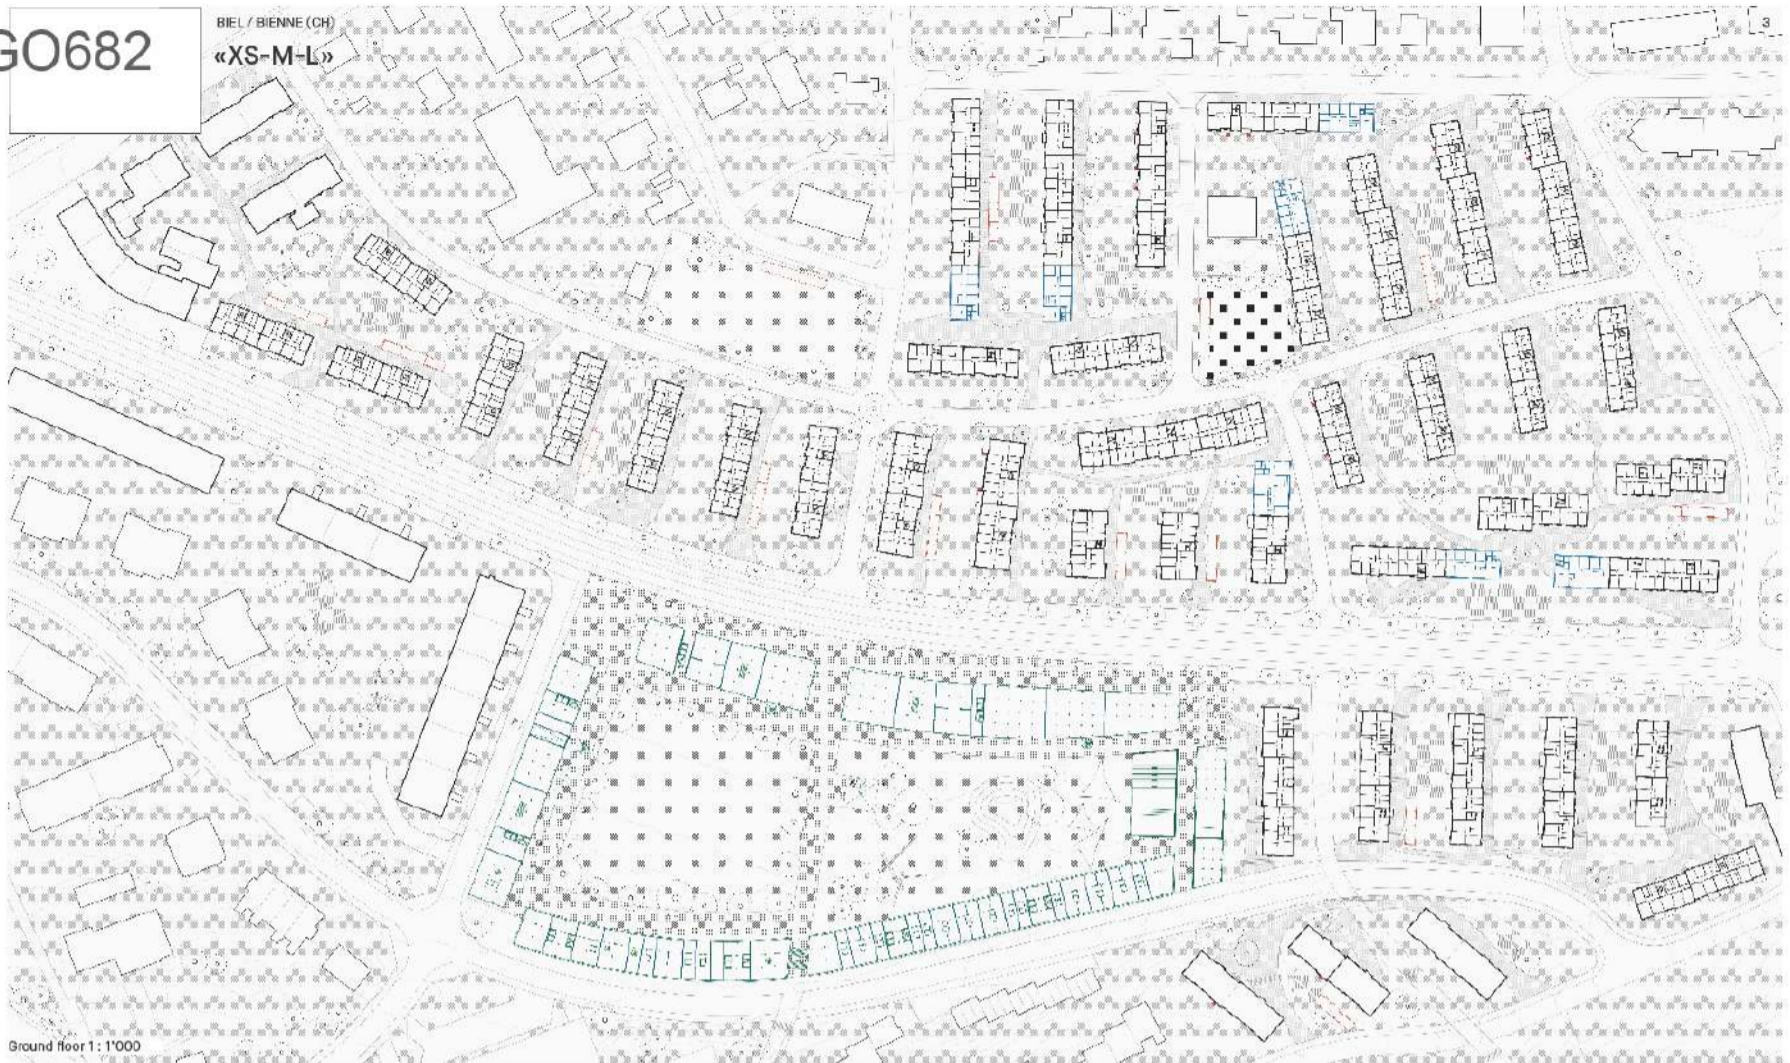 GO682
BIEL / BIENNE (CH)
«XS-M-L»
3
Ground floor 1 : 1'000